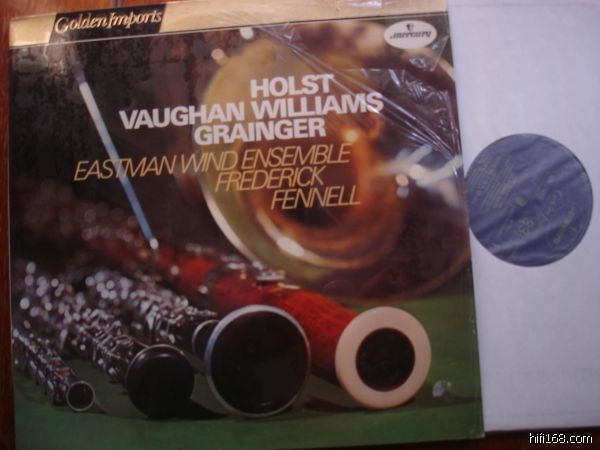 Golden Imports
mercury
HOLST
VAUGHAN WILLIAMS
GRAINGER
EASTMAN WIND ENSEMBLE
FREDERICK
FENNELL
hifi168.com